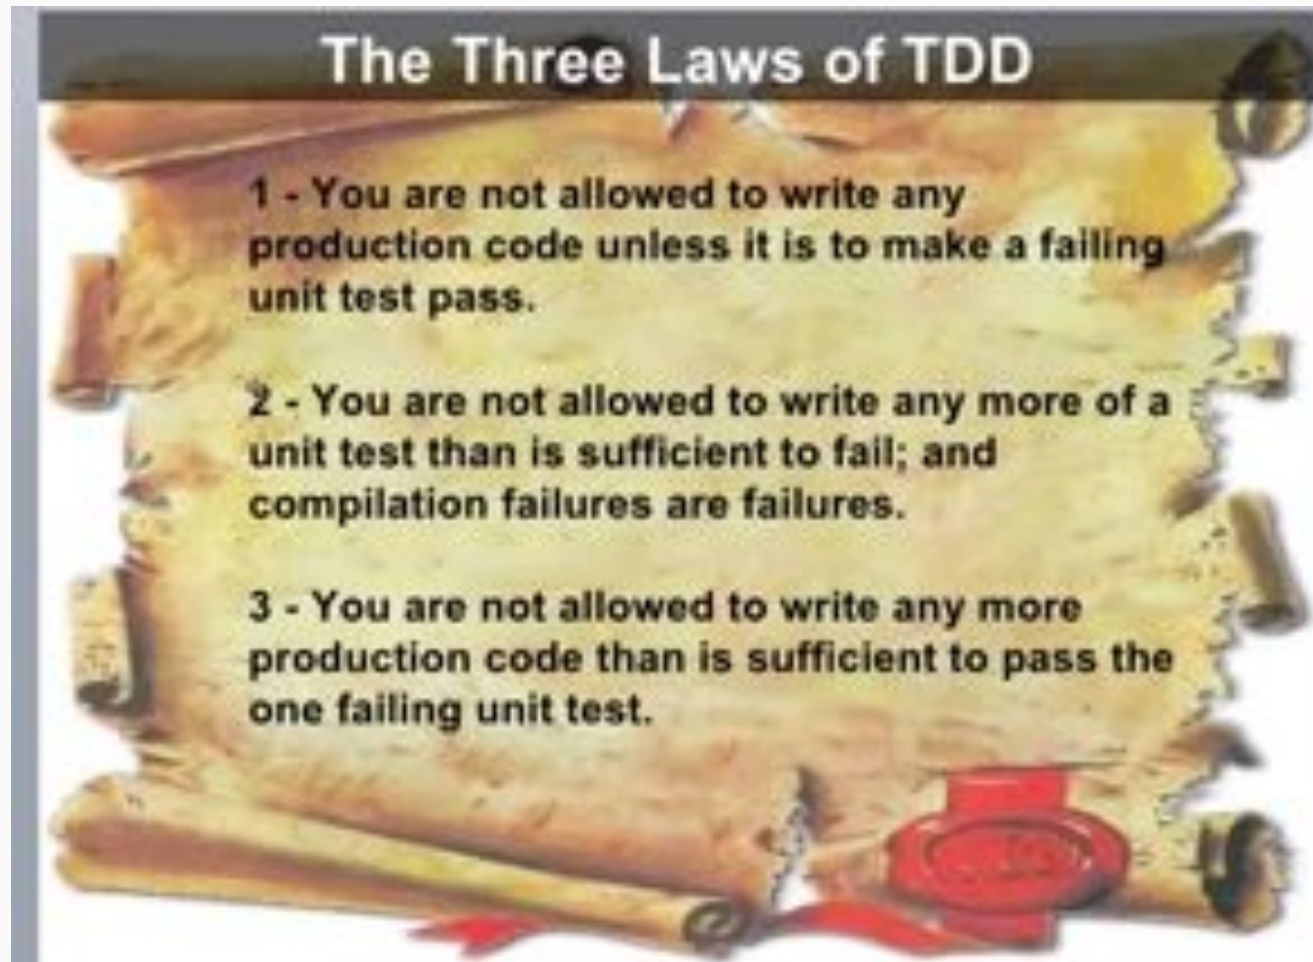 The Three Laws of TDD
1 - You are not allowed to write any
production code unless it is to make a failing
unit test pass.
2 - You are not allowed to write any more of a
unit test than is sufficient to fail; and
compilation failures are failures.
3 - You are not allowed to write any more
production code than is sufficient to pass the
one failing unit test.